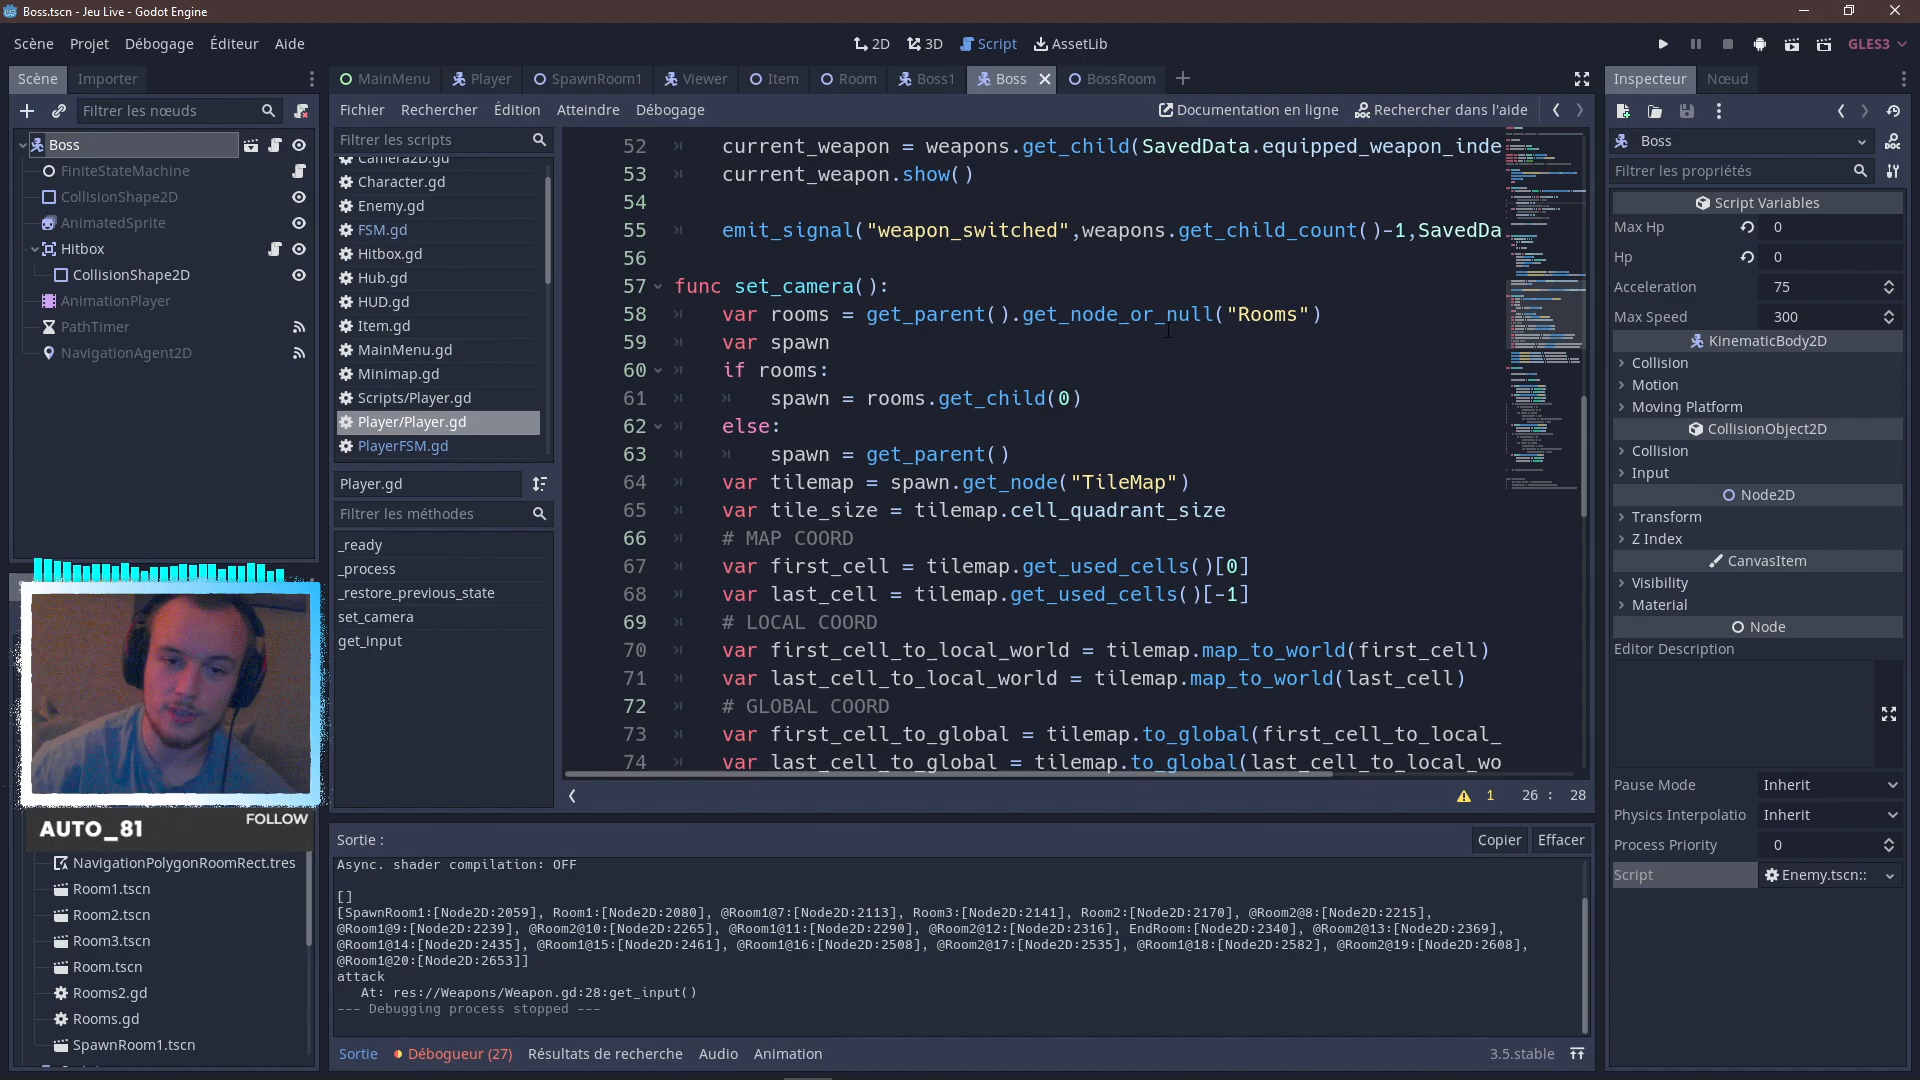 Boss.tscn - Jeu Live - Godot Engine
Scène Projet Débogage Éditeur Aide
2D 3D Script AssetLib
GLES3
Scène Importer
Filtrer les nœuds
Boss
FiniteStateMachine
CollisionShape2D
AnimatedSprite
Hitbox
CollisionShape2D
AnimationPlayer
PathTimer
NavigationAgent2D
AUTO_81
FOLLOW
NavigationPolygonRoomRect.tres
Room1.tscn
Room2.tscn
Room3.tscn
Room.tscn
Rooms2.gd
Rooms.gd
SpawnRoom1.tscn
MainMenu Player SpawnRoom1 Viewer Item Room Boss1 Boss BossRoom
Fichier Rechercher Édition Atteindre Débogage
Documentation en ligne Rechercher dans l'aide
Filtrer les scripts
Camera2D.gd
Character.gd
Enemy.gd
FSM.gd
Hitbox.gd
Hub.gd
HUD.gd
Item.gd
MainMenu.gd
Minimap.gd
Scripts/Player.gd
Player/Player.gd
PlayerFSM.gd
Player.gd
Filtrer les méthodes
_ready
_process
_restore_previous_state
set_camera
get_input
52 current_weapon = weapons.get_child(SavedData.equipped_weapon_inde
53 current_weapon.show()
54
55 emit_signal("weapon_switched",weapons.get_child_count()-1,SavedDa
56
57 func set_camera():
58 var rooms = get_parent().get_node_or_null("Rooms")
59 var spawn
60 if rooms:
61 spawn = rooms.get_child(0)
62 else:
63 spawn = get_parent()
64 var tilemap = spawn.get_node("TileMap")
65 var tile_size = tilemap.cell_quadrant_size
66 # MAP COORD
67 var first_cell = tilemap.get_used_cells()[0]
68 var last_cell = tilemap.get_used_cells()[-1]
69 # LOCAL COORD
70 var first_cell_to_local_world = tilemap.map_to_world(first_cell)
71 var last_cell_to_local_world = tilemap.map_to_world(last_cell)
72 # GLOBAL COORD
73 var first_cell_to_global = tilemap.to_global(first_cell_to_local_
74 var last_cell_to_global = tilemap.to_global(last_cell_to_local_wo
1 26 : 28
Sortie :
Copier Effacer
Async. shader compilation: OFF
[]
[SpawnRoom1:[Node2D:2059], Room1:[Node2D:2080], @Room1@7:[Node2D:2113], Room3:[Node2D:2141], Room2:[Node2D:2170], @Room2@8:[Node2D:2215],
@Room1@9:[Node2D:2239], @Room2@10:[Node2D:2265], @Room1@11:[Node2D:2290], @Room2@12:[Node2D:2316], EndRoom:[Node2D:2340], @Room2@13:[Node2D:2369],
@Room1@14:[Node2D:2435], @Room1@15:[Node2D:2461], @Room1@16:[Node2D:2508], @Room2@17:[Node2D:2535], @Room1@18:[Node2D:2582], @Room2@19:[Node2D:2608],
@Room1@20:[Node2D:2653]]
attack
At: res://Weapons/Weapon.gd:28:get_input()
--- Debugging process stopped ---
Sortie Débogueur (27) Résultats de recherche Audio Animation
3.5.stable
Inspecteur Nœud
Boss
Filtrer les propriétés
Script Variables
Max Hp 0
Hp 0
Acceleration 75
Max Speed 300
KinematicBody2D
Collision
Motion
Moving Platform
CollisionObject2D
Collision
Input
Node2D
Transform
Z Index
CanvasItem
Visibility
Material
Node
Editor Description
Pause Mode Inherit
Physics Interpolatio Inherit
Process Priority 0
Script Enemy.tscn::